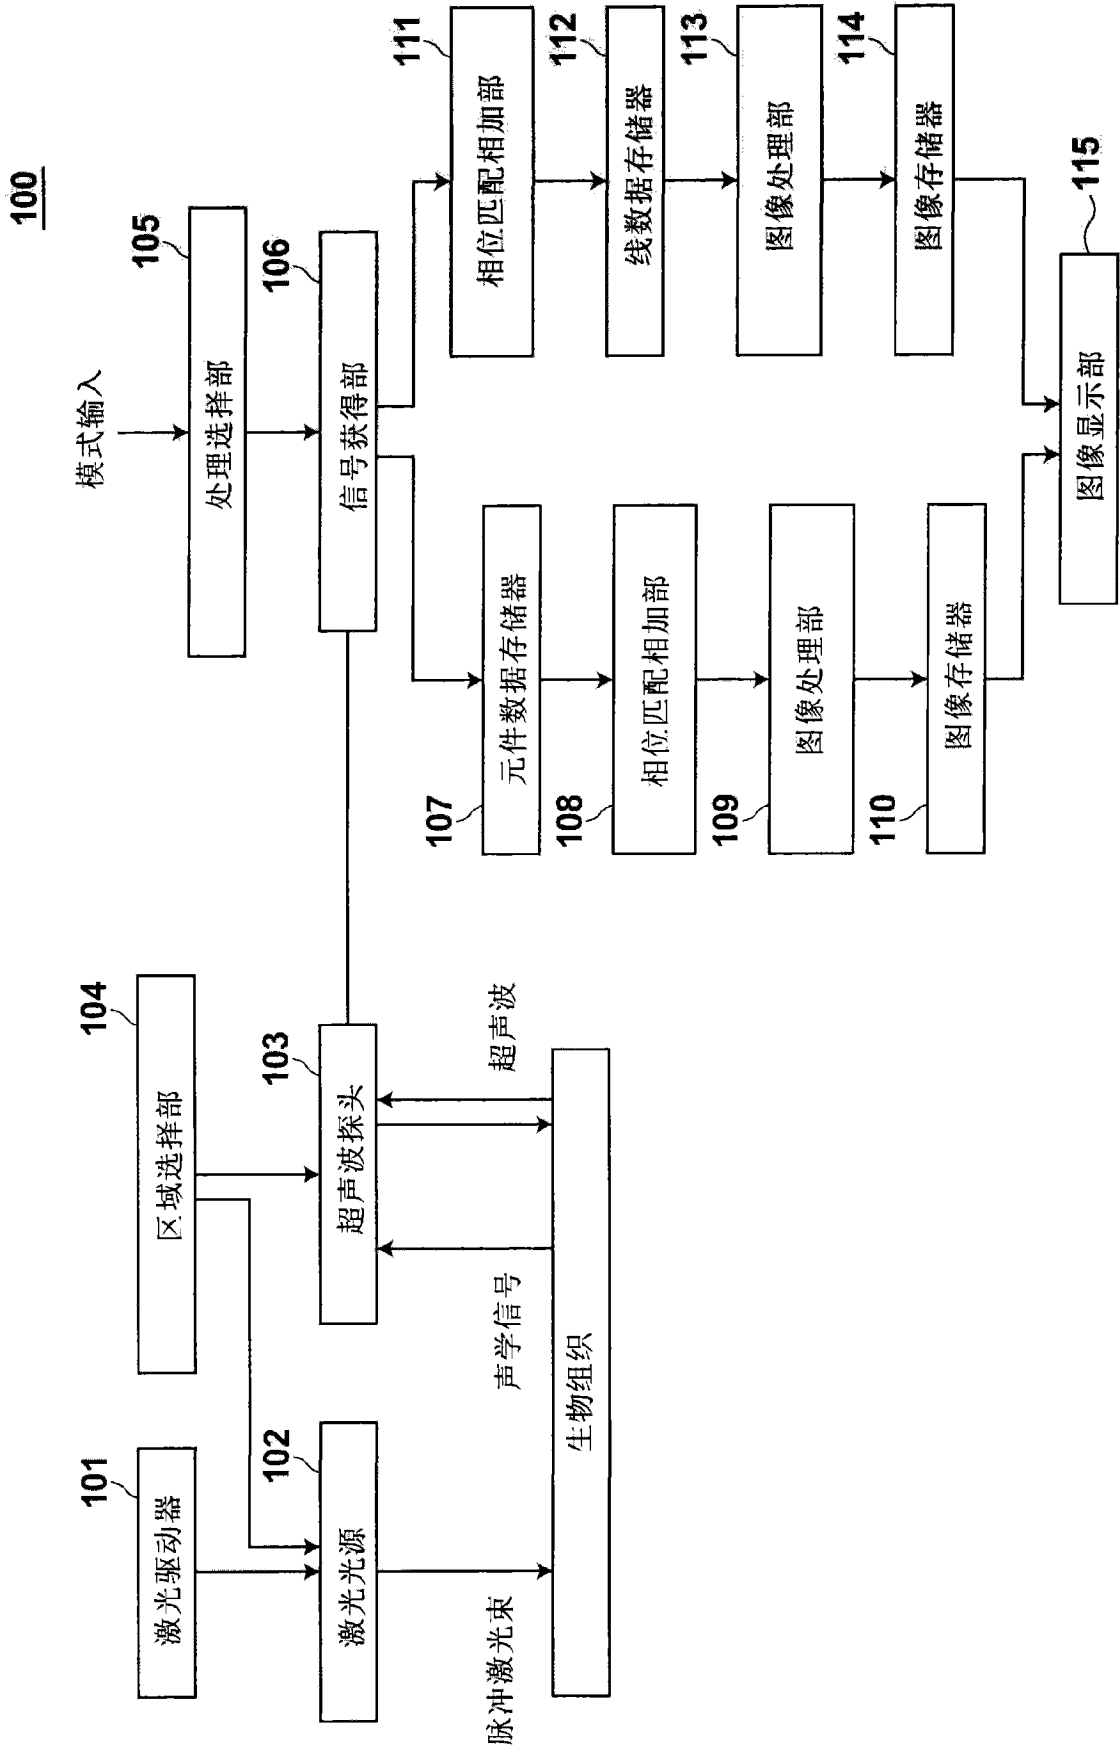 100
模式输入
105
处理选择部
106
信号获得部
111
相位匹配相加部
112
线数据存储器
113
图像处理部
114
图像存储器
107
元件数据存储器
108
相位匹配相加部
109
图像处理部
110
图像存储器
115
图像显示部
101
激光驱动器
104
区域选择部
102
激光光源
103
超声波探头
脉冲激光束
声学信号
超声波
生物组织